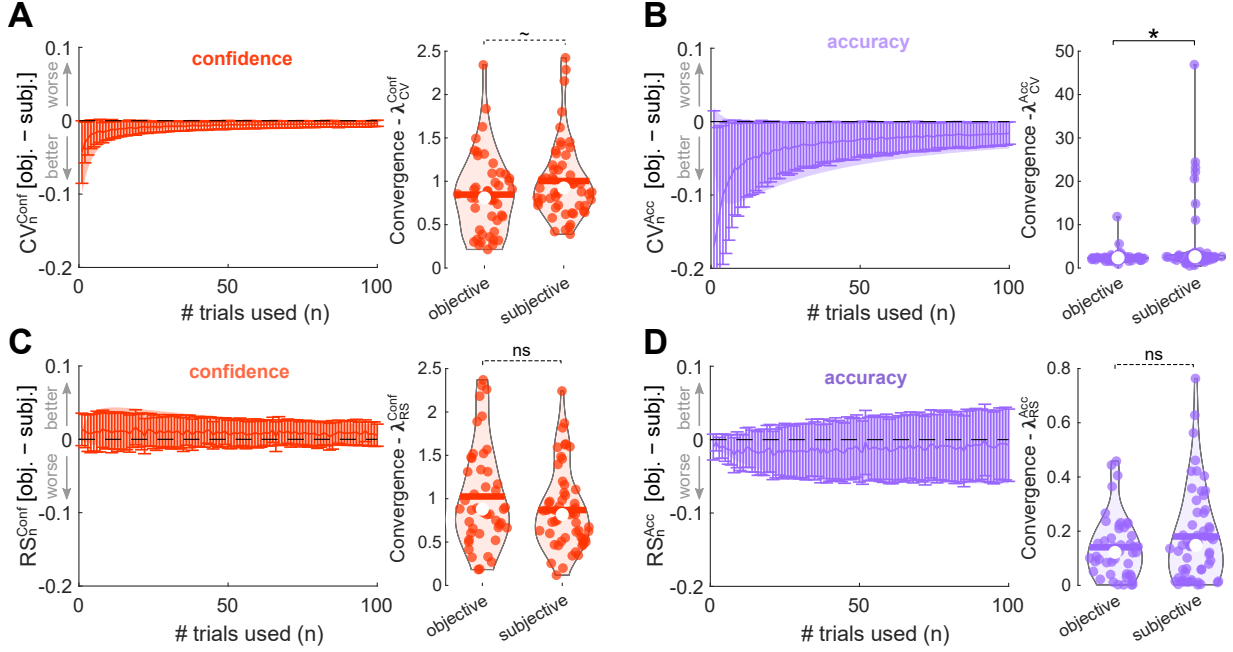 A
confidence
CV_n^Conf [obj. – subj.]
worse
better
0.1
0
-0.1
-0.2
0
50
100
# trials used (n)
~
Convergence - λ_CV^Conf
2.5
2
1.5
1
0.5
0
objective
subjective
B
accuracy
CV_n^Acc [obj. – subj.]
worse
better
0.1
0
-0.1
-0.2
0
50
100
# trials used (n)
*
Convergence -λ_CV^Acc
50
40
30
20
10
0
objective
subjective
C
confidence
RS_n^Conf [obj. – subj.]
better
worse
0.1
0
-0.1
-0.2
0
50
100
# trials used (n)
ns
Convergence - λ_RS^Conf
2.5
2
1.5
1
0.5
0
objective
subjective
D
accuracy
RS_n^Acc [obj. – subj.]
better
worse
0.1
0
-0.1
-0.2
0
50
100
# trials used (n)
ns
Convergence - λ_RS^Acc
0.8
0.6
0.4
0.2
0
objective
subjective